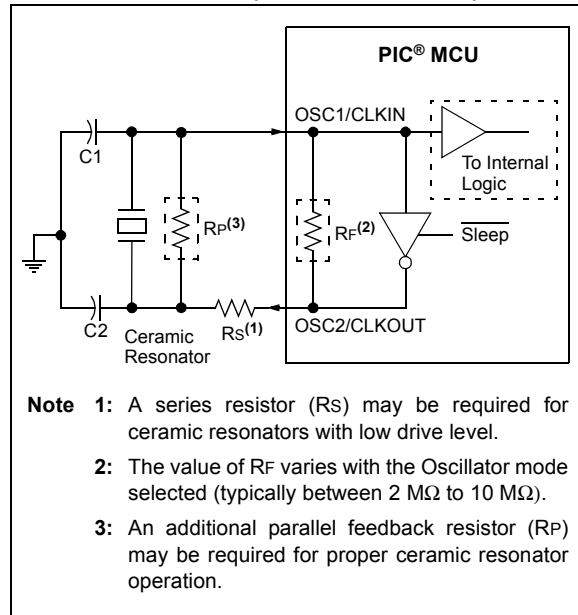 PIC® MCU
OSC1/CLKIN
C1
To Internal
Logic
RP(3)
RF(2)
Sleep
C2
Ceramic
Resonator
RS(1)
OSC2/CLKOUT
Note 1: A series resistor (RS) may be required for
ceramic resonators with low drive level.
2: The value of RF varies with the Oscillator mode
selected (typically between 2 MΩ to 10 MΩ).
3: An additional parallel feedback resistor (RP)
may be required for proper ceramic resonator
operation.